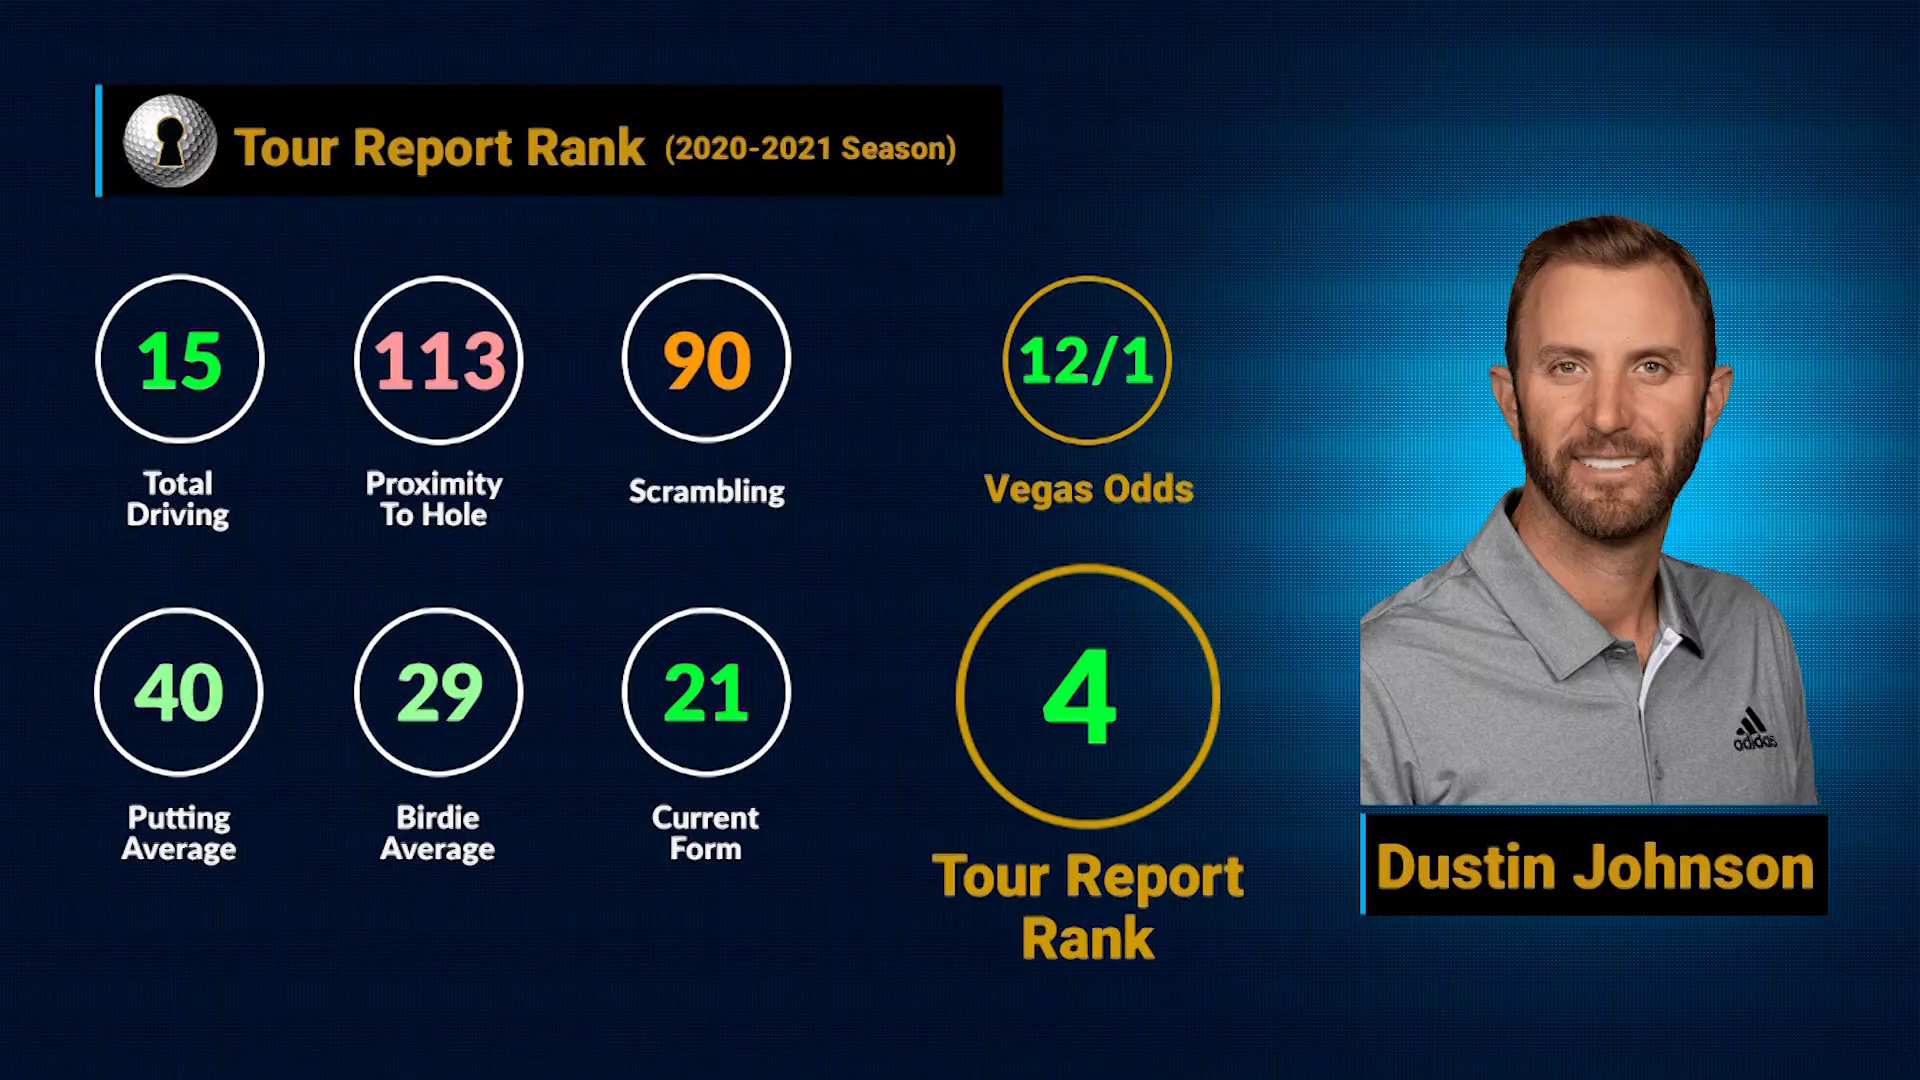 Tour Report Rank (2020-2021 Season)
15
Total
Driving
113
Proximity
To Hole
90
Scrambling
12/1
Vegas Odds
40
Putting
Average
29
Birdie
Average
21
Current
Form
4
Tour Report
Rank
adidas
Dustin Johnson